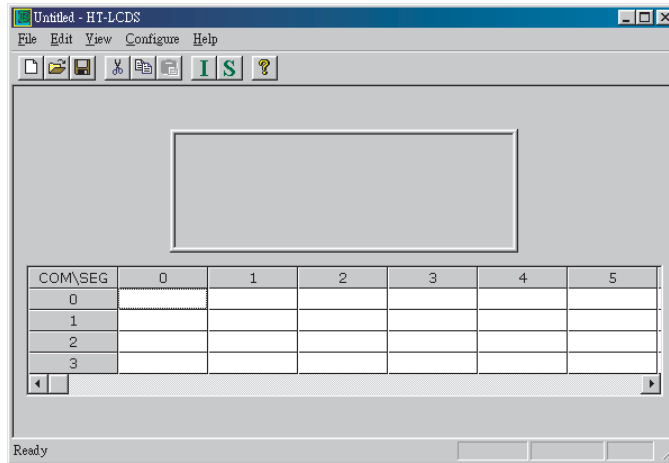 Untitled - HT-LCDS
File Edit View Configure Help
I S ?
COM\SEG 0 1 2 3 4 5
0
1
2
3
Ready